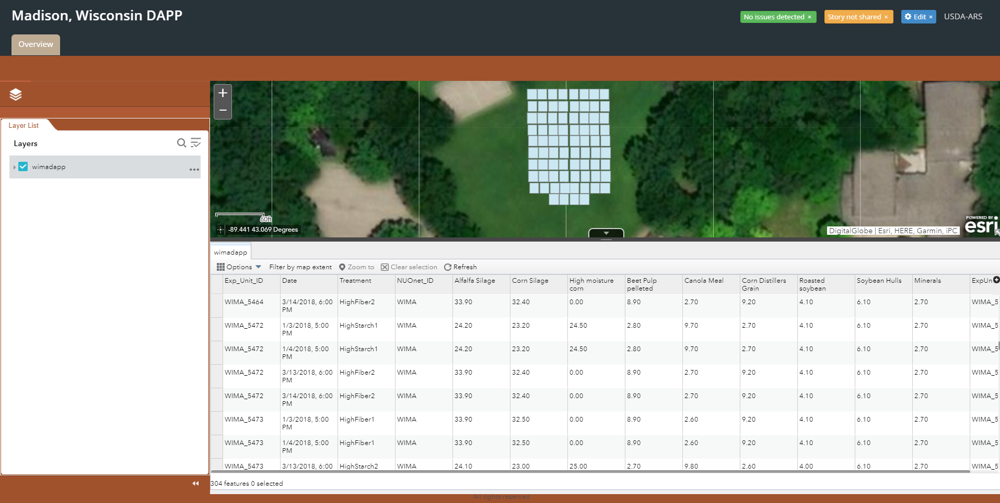 Madison, Wisconsin DAPP
No issues detected ×
Story not shared ×
Edit ×
USDA-ARS
Overview
Layer List
Layers
wimadapp
+
−
60ft
-89.441 43.069 Degrees
DigitalGlobe | Esri, HERE, Garmin, iPC
POWERED BY
esri
wimadapp
Options Filter by map extent Zoom to Clear selection Refresh
Exp_Unit_ID Date Treatment NUOnet_ID Alfalfa Silage Corn Silage High moisture corn Beet Pulp pelleted Canola Meal Corn Distillers Grain Roasted soybean Soybean Hulls Minerals ExpUn
WIMA_5464 3/14/2018, 6:00 PM HighFiber2 WIMA 33.90 32.40 0.00 8.90 2.70 9.20 4.10 6.10 2.70 WIMA_5
WIMA_5472 1/3/2018, 5:00 PM HighStarch1 WIMA 24.20 23.20 24.50 2.80 9.70 2.70 4.10 6.10 2.70 WIMA_5
WIMA_5472 1/4/2018, 5:00 PM HighStarch1 WIMA 24.20 23.20 24.50 2.80 9.70 2.70 4.10 6.10 2.70 WIMA_5
WIMA_5472 3/13/2018, 6:00 PM HighFiber2 WIMA 33.90 32.40 0.00 8.90 2.70 9.20 4.10 6.10 2.70 WIMA_5
WIMA_5472 3/14/2018, 6:00 PM HighFiber2 WIMA 33.90 32.40 0.00 8.90 2.70 9.20 4.10 6.10 2.70 WIMA_5
WIMA_5473 1/3/2018, 5:00 PM HighFiber1 WIMA 33.90 32.50 0.00 8.90 2.60 9.20 4.10 6.10 2.70 WIMA_5
WIMA_5473 1/4/2018, 5:00 PM HighFiber1 WIMA 33.90 32.50 0.00 8.90 2.60 9.20 4.10 6.10 2.70 WIMA_5
WIMA_5473 3/13/2018, 6:00 HighStarch2 WIMA 24.10 23.00 25.00 2.70 9.80 2.60 4.00 6.10 2.70 WIMA_5
304 features 0 selected
All rights reserved